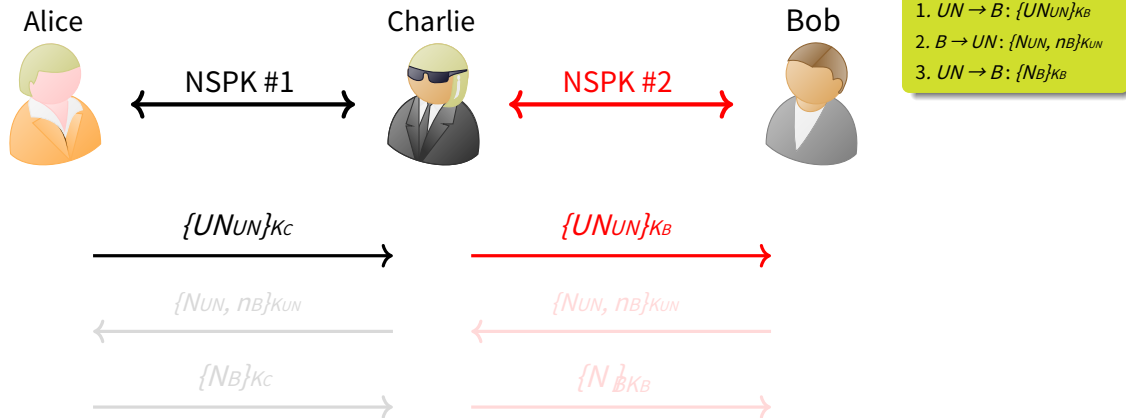 Alice
Charlie
Bob
1. UN → B: {UNUN}KB
2. B → UN: {NUN, nB}KUN
3. UN → B: {NB}KB
NSPK #1
NSPK #2
{UNUN}KC
{UNUN}KB
{NUN, nB}KUN
{NUN, nB}KUN
{NB}KC
{N B}KB